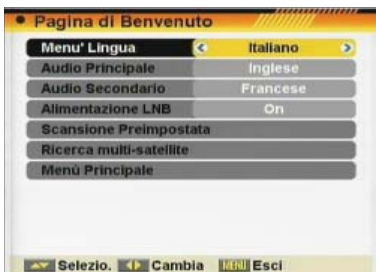 Pagina di Benvenuto
Menu' Lingua Italiano
Audio Principale Inglese
Audio Secondario Francese
Alimentazione LNB On
Scansione Preimpostata
Ricerca multi-satellite
Menù Principale
Selezio. Cambia MENU Esci